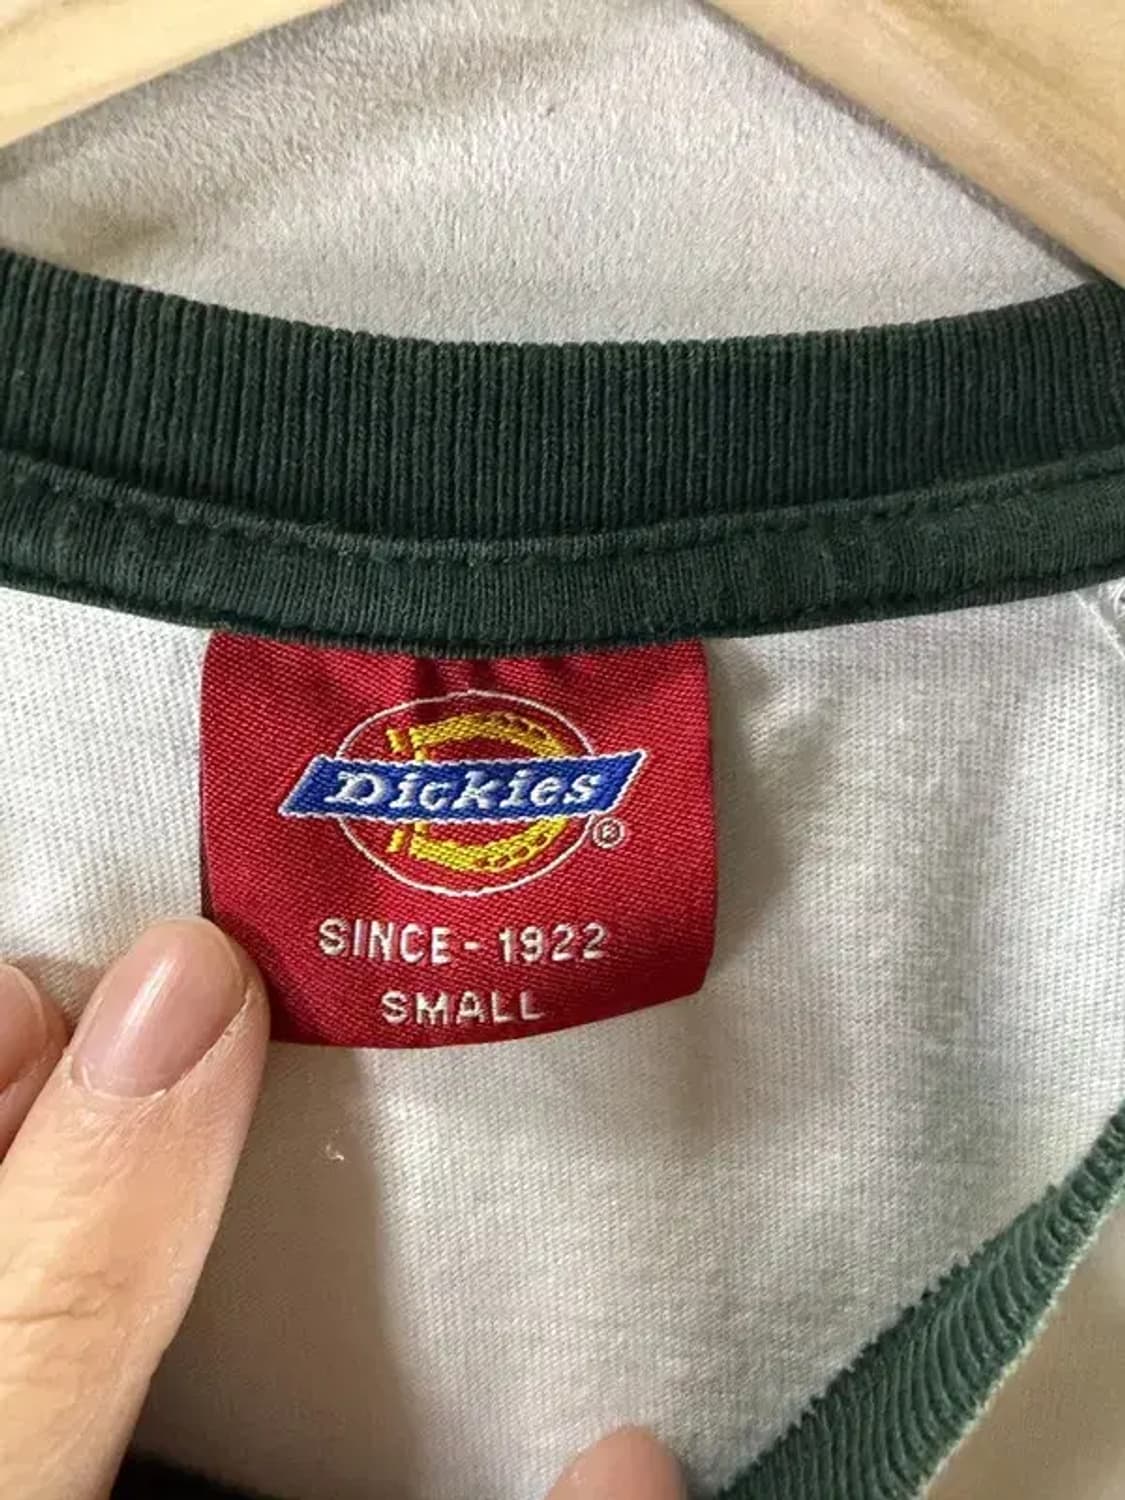 Dickies
®
SINCE - 1922
SMALL